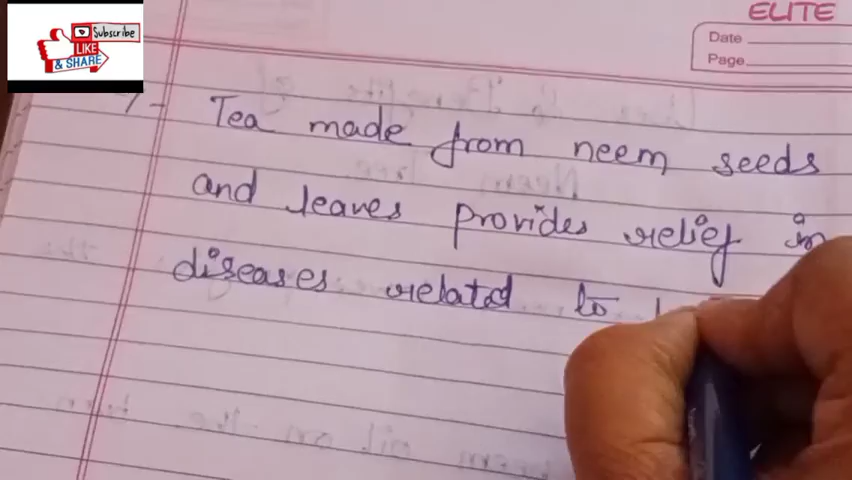 Subscribe
LIKE
& SHARE
ELITE
Date
Page
7-
Tea made from neem seeds
and leaves provides relief in
diseases related to